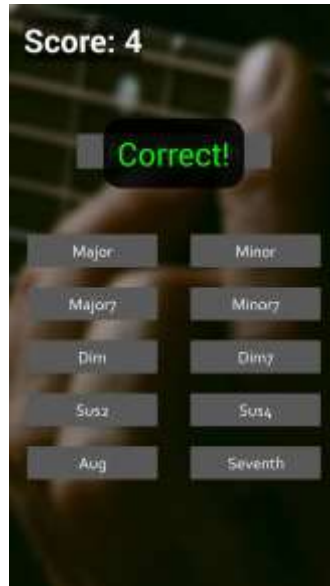 Score: 4
Correct!
Major Minor
Major7 Minor7
Dim Dim7
Sus2 Sus4
Aug Seventh